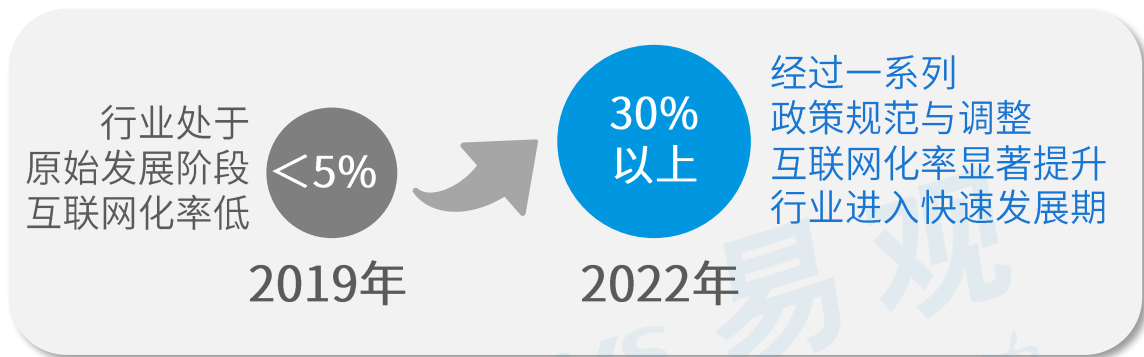 行业处于
原始发展阶段
互联网化率低
＜5%
2019年
30%
以上
2022年
经过一系列
政策规范与调整
互联网化率显著提升
行业进入快速发展期
易观